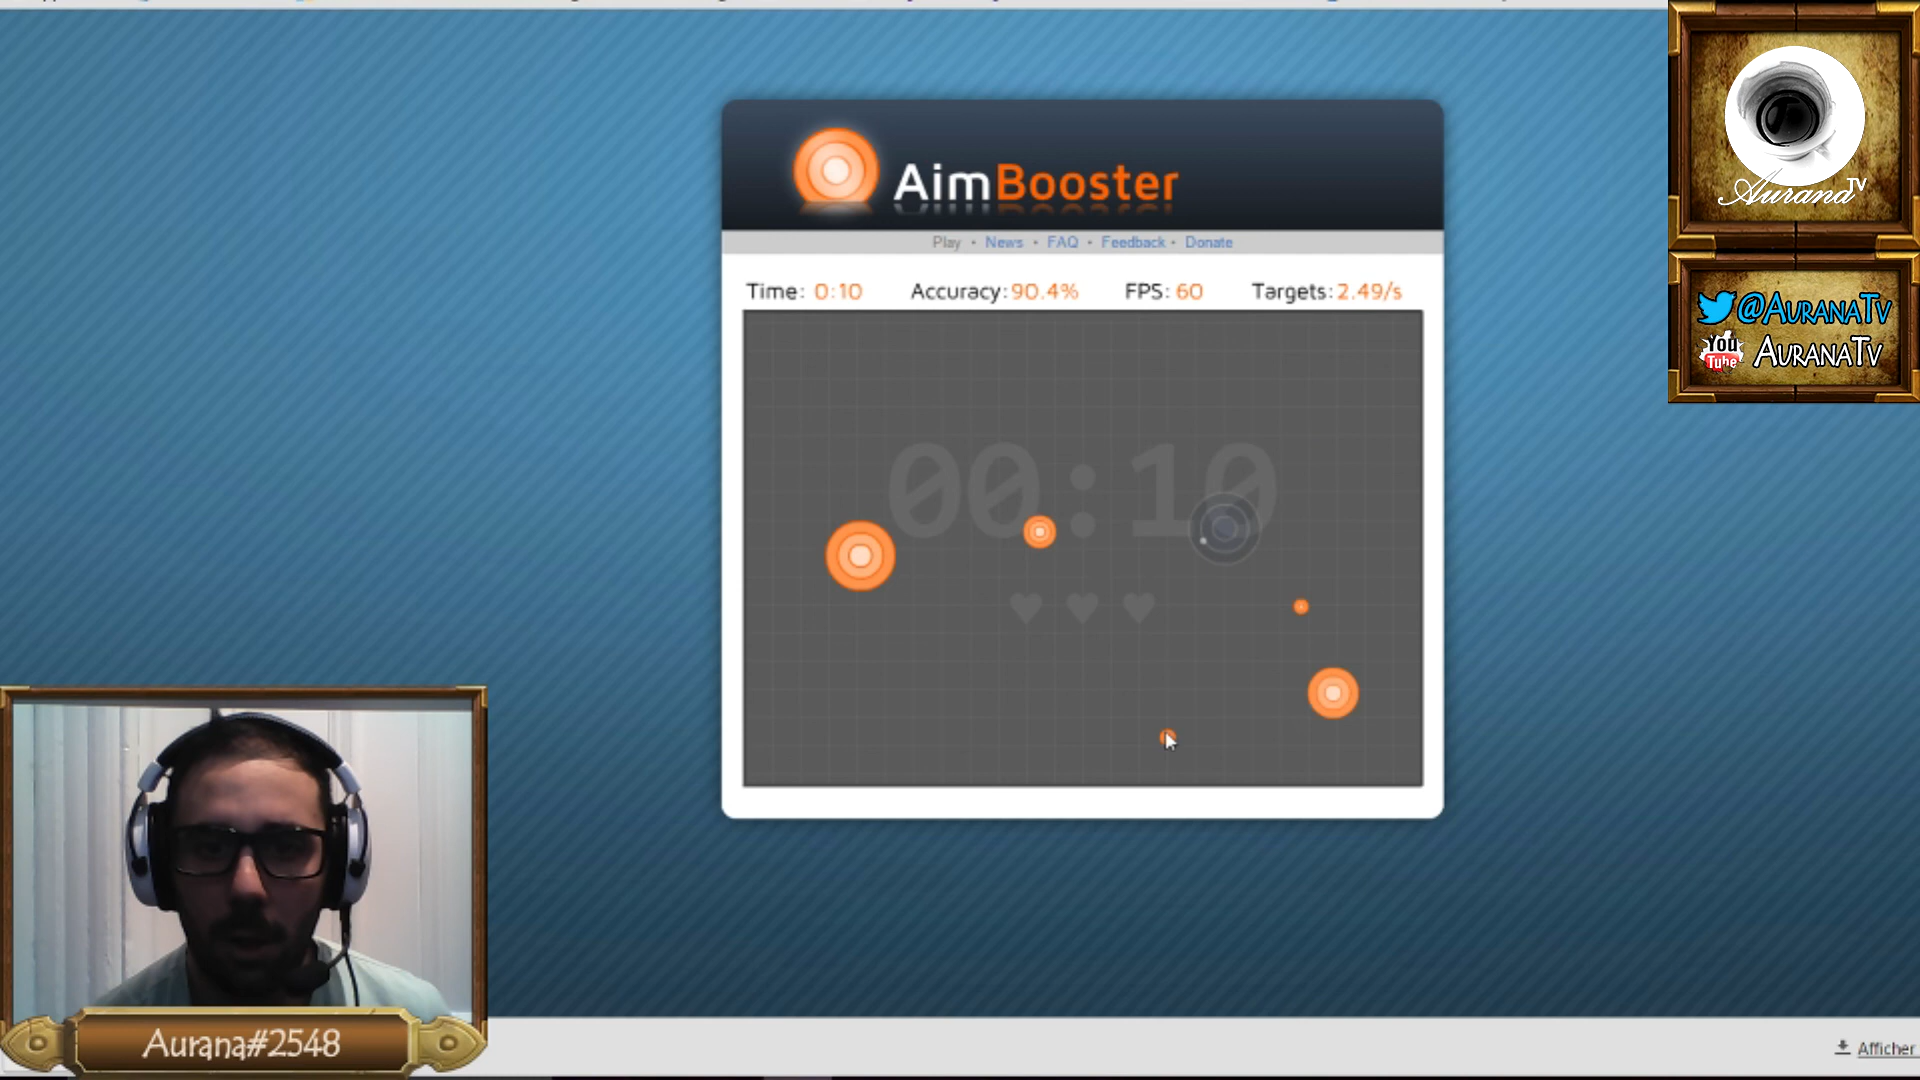 AimBooster
Play • News • FAQ • Feedback • Donate
Time: 0:10 Accuracy: 90.4% FPS: 60 Targets: 2.49/s
00:10
AuranaTV
@AuranaTv
You Tube AuranaTv
Aurana#2548
Afficher